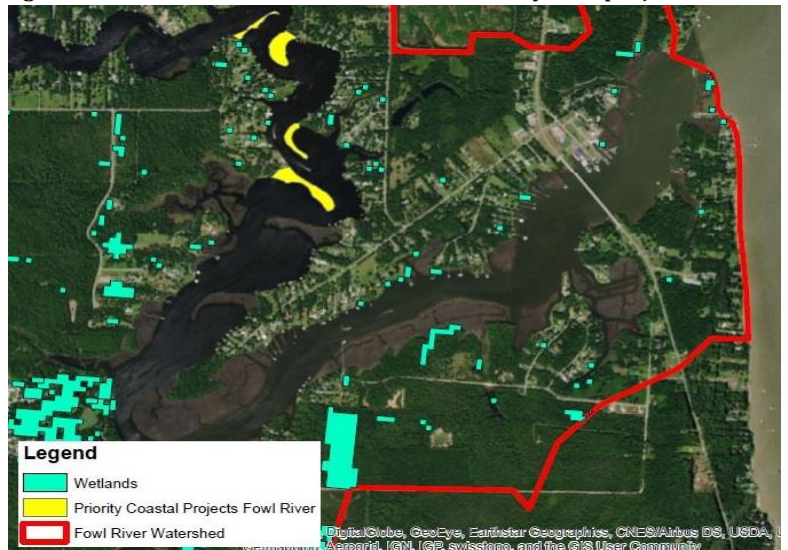 Legend
Wetlands
Priority Coastal Projects Fowl River
Fowl River Watershed
DigitalGlobe, GeoEye, Earthstar Geographics, CNES/Airbus DS, USDA,
Aerogrid, IGN, IGP, swisstopo, and the GIS User Community